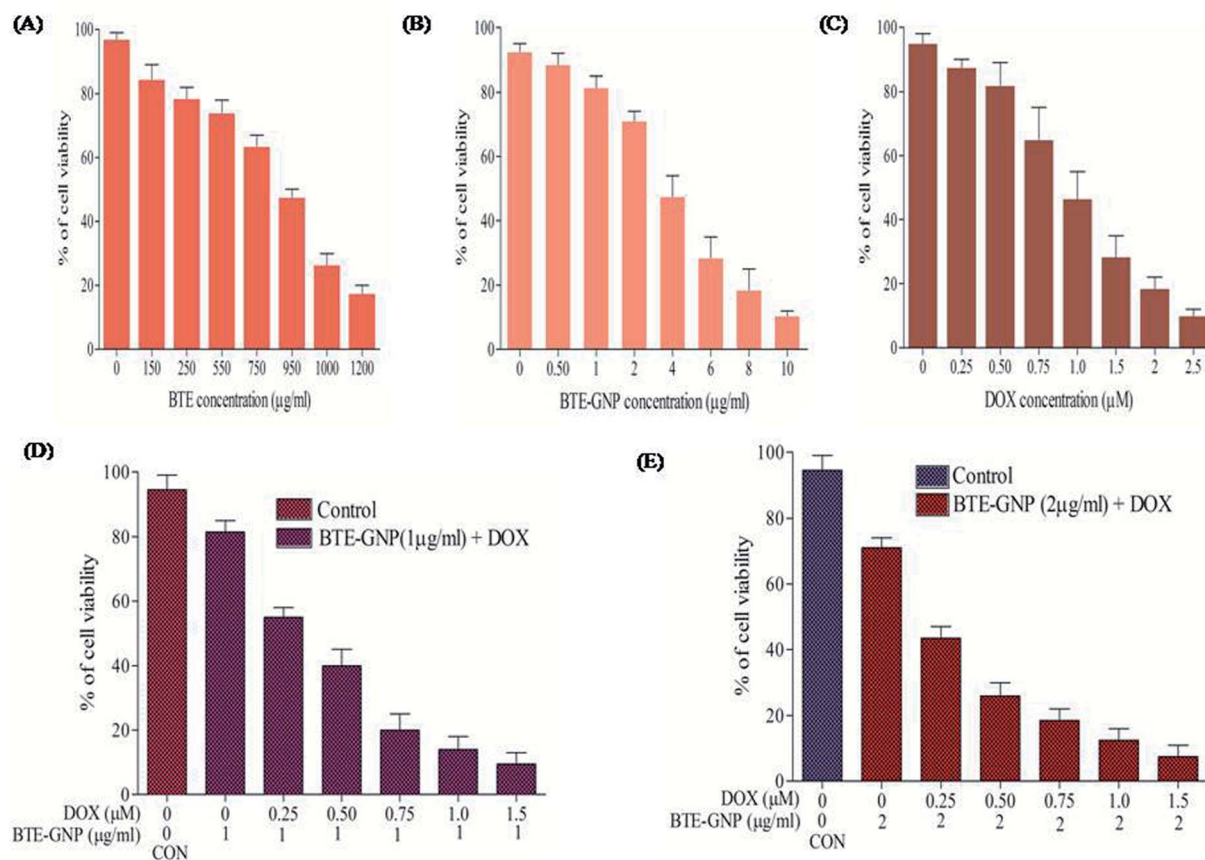 (A)
% of cell viability
100
80
60
40
20
0
0 150 250 550 750 950 1000 1200
BTE concentration (µg/ml)
(B)
% of cell viability
100
80
60
40
20
0
0 0.50 1 2 4 6 8 10
BTE-GNP concentration (µg/ml)
(C)
% of cell viability
100
80
60
40
20
0
0 0.25 0.50 0.75 1.0 1.5 2 2.5
DOX concentration (µM)
(D)
% of cell viability
100
80
60
40
20
0
Control
BTE-GNP(1µg/ml) + DOX
DOX (µM) 0 0 0.25 0.50 0.75 1.0 1.5
BTE-GNP (µg/ml) 0 1 1 1 1 1 1
CON
(E)
% of cell viability
100
80
60
40
20
0
Control
BTE-GNP (2µg/ml) + DOX
DOX (µM) 0 0 0.25 0.50 0.75 1.0 1.5
BTE-GNP (µg/ml) 0 2 2 2 2 2 2
CON